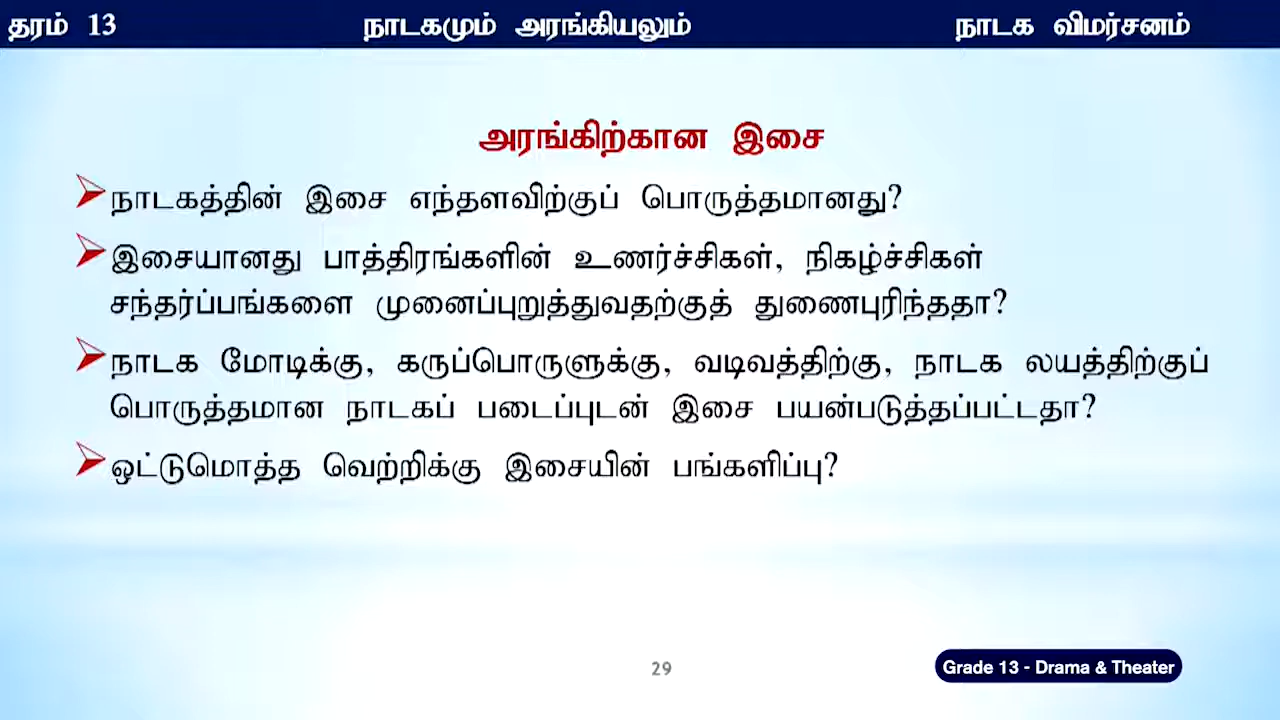 தரம் 13 நாடகமும் அரங்கியலும் நாடக விமர்சனம்
அரங்கிற்கான இசை
நாடகத்தின் இசை எந்தளவிற்குப் பொருத்தமானது?
இசையானது பாத்திரங்களின் உணர்ச்சிகள், நிகழ்ச்சிகள்
சந்தர்ப்பங்களை முனைப்புறுத்துவதற்குத் துணைபுரிந்ததா?
நாடக மோடிக்கு, கருப்பொருளுக்கு, வடிவத்திற்கு, நாடக லயத்திற்குப்
பொருத்தமான நாடகப் படைப்புடன் இசை பயன்படுத்தப்பட்டதா?
ஒட்டுமொத்த வெற்றிக்கு இசையின் பங்களிப்பு?
29
Grade 13 - Drama & Theater